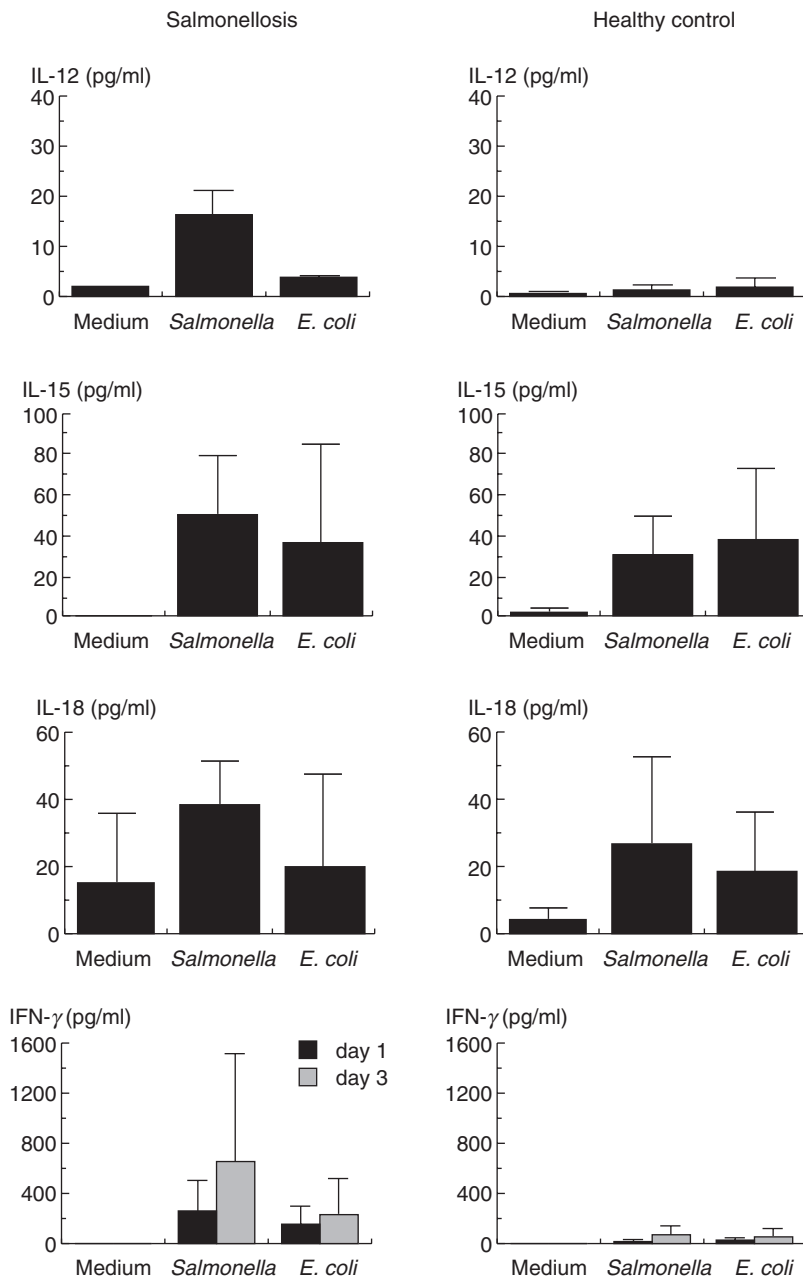 Salmonellosis
Healthy control
IL-12 (pg/ml)
40
30
20
10
0
Medium Salmonella E. coli
IL-12 (pg/ml)
40
30
20
10
0
Medium Salmonella E. coli
IL-15 (pg/ml)
100
80
60
40
20
0
Medium Salmonella E. coli
IL-15 (pg/ml)
100
80
60
40
20
0
Medium Salmonella E. coli
IL-18 (pg/ml)
60
40
20
0
Medium Salmonella E. coli
IL-18 (pg/ml)
60
40
20
0
Medium Salmonella E. coli
IFN-γ (pg/ml)
1600
1200
800
400
0
day 1
day 3
Medium Salmonella E. coli
IFN-γ (pg/ml)
1600
1200
800
400
0
Medium Salmonella E. coli